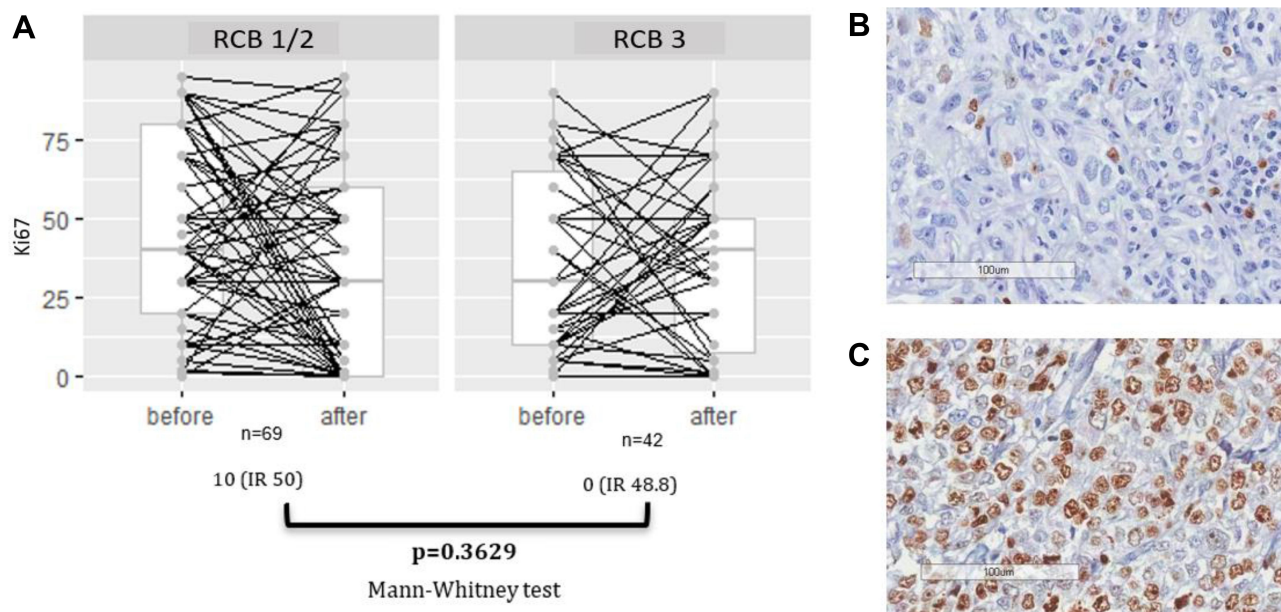 A
RCB 1/2
RCB 3
Ki67
75
50
25
0
before
after
before
after
n=69
n=42
10 (IR 50)
0 (IR 48.8)
p=0.3629
Mann-Whitney test
B
100um
C
100um